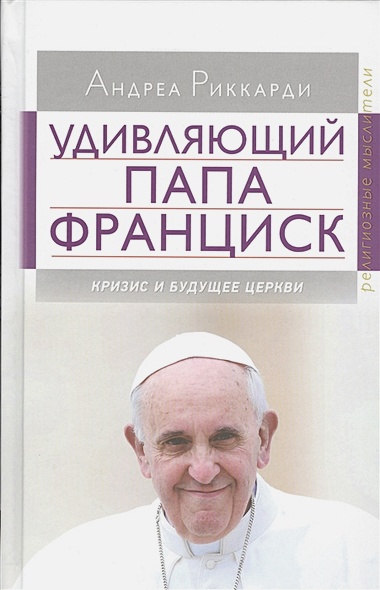 Андреа Риккарди
УДИВЛЯЮЩИЙ
ПАПА
ФРАНЦИСК
КРИЗИС И БУДУЩЕЕ ЦЕРКВИ
религиозные мыслители